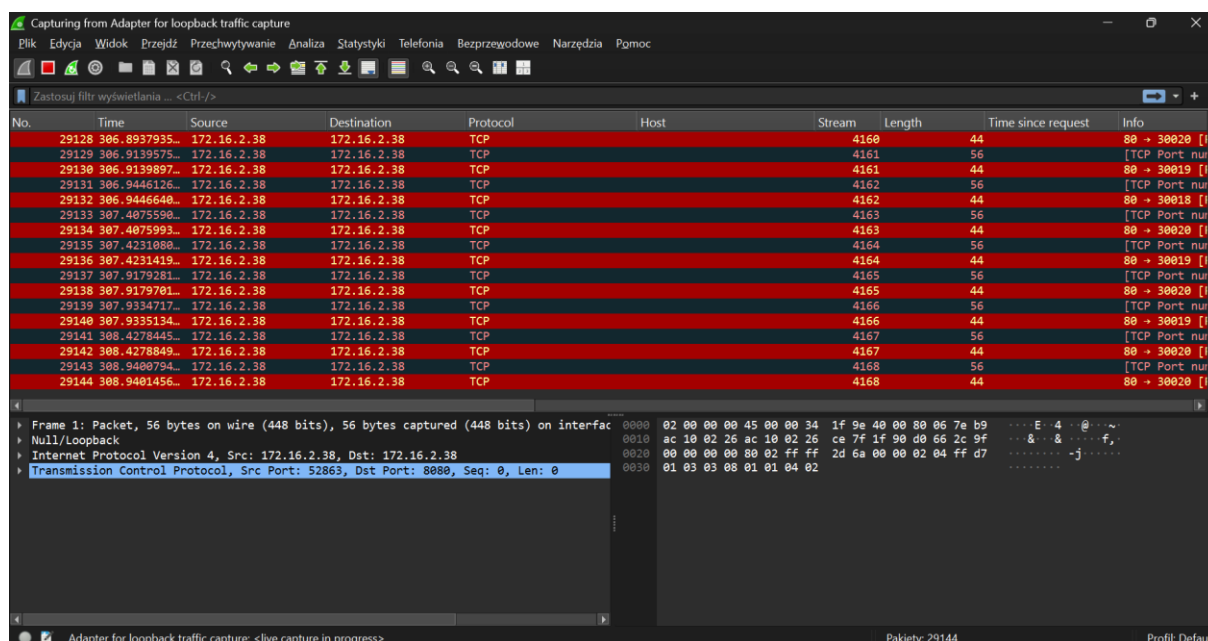 Capturing from Adapter for loopback traffic capture
Plik Edycja Widok Przejdź Przechwytywanie Analiza Statystyki Telefonia Bezprzewodowe Narzędzia Pomoc
Zastosuj filtr wyświetlania ... <Ctrl-/>
No. Time Source Destination Protocol Host Stream Length Time since request Info
29128 306.8937935... 172.16.2.38 172.16.2.38 TCP 4160 44 80 → 30020 [
29129 306.9139575... 172.16.2.38 172.16.2.38 TCP 4161 56 [TCP Port nur
29130 306.9139897... 172.16.2.38 172.16.2.38 TCP 4161 44 80 → 30019 [
29131 306.9446126... 172.16.2.38 172.16.2.38 TCP 4162 56 [TCP Port nur
29132 306.9446640... 172.16.2.38 172.16.2.38 TCP 4162 44 80 → 30018 [
29133 307.4075590... 172.16.2.38 172.16.2.38 TCP 4163 56 [TCP Port nur
29134 307.4075993... 172.16.2.38 172.16.2.38 TCP 4163 44 80 → 30020 [
29135 307.4231080... 172.16.2.38 172.16.2.38 TCP 4164 56 [TCP Port nur
29136 307.4231419... 172.16.2.38 172.16.2.38 TCP 4164 44 80 → 30019 [
29137 307.9179281... 172.16.2.38 172.16.2.38 TCP 4165 56 [TCP Port nur
29138 307.9179701... 172.16.2.38 172.16.2.38 TCP 4165 44 80 → 30020 [
29139 307.9334717... 172.16.2.38 172.16.2.38 TCP 4166 56 [TCP Port nur
29140 307.9335134... 172.16.2.38 172.16.2.38 TCP 4166 44 80 → 30019 [
29141 308.4278445... 172.16.2.38 172.16.2.38 TCP 4167 56 [TCP Port nur
29142 308.4278849... 172.16.2.38 172.16.2.38 TCP 4167 44 80 → 30020 [
29143 308.9400794... 172.16.2.38 172.16.2.38 TCP 4168 56 [TCP Port nur
29144 308.9401456... 172.16.2.38 172.16.2.38 TCP 4168 44 80 → 30020 [
Frame 1: Packet, 56 bytes on wire (448 bits), 56 bytes captured (448 bits) on interfac
Null/Loopback
Internet Protocol Version 4, Src: 172.16.2.38, Dst: 172.16.2.38
Transmission Control Protocol, Src Port: 52863, Dst Port: 8080, Seq: 0, Len: 0
0000 02 00 00 00 45 00 00 34 1f 9e 40 00 80 06 7e b9 ····E··4 ··@···~·
0010 ac 10 02 26 ac 10 02 26 ce 7f 1f 90 d0 66 2c 9f ···&···& ·····f,·
0020 00 00 00 00 80 02 ff ff 2d 6a 00 00 02 04 ff d7 ········ -j······
0030 01 03 03 08 01 01 04 02 ········
Adapter for loopback traffic capture: <live capture in progress> Pakiety: 29144 Profil: Defau